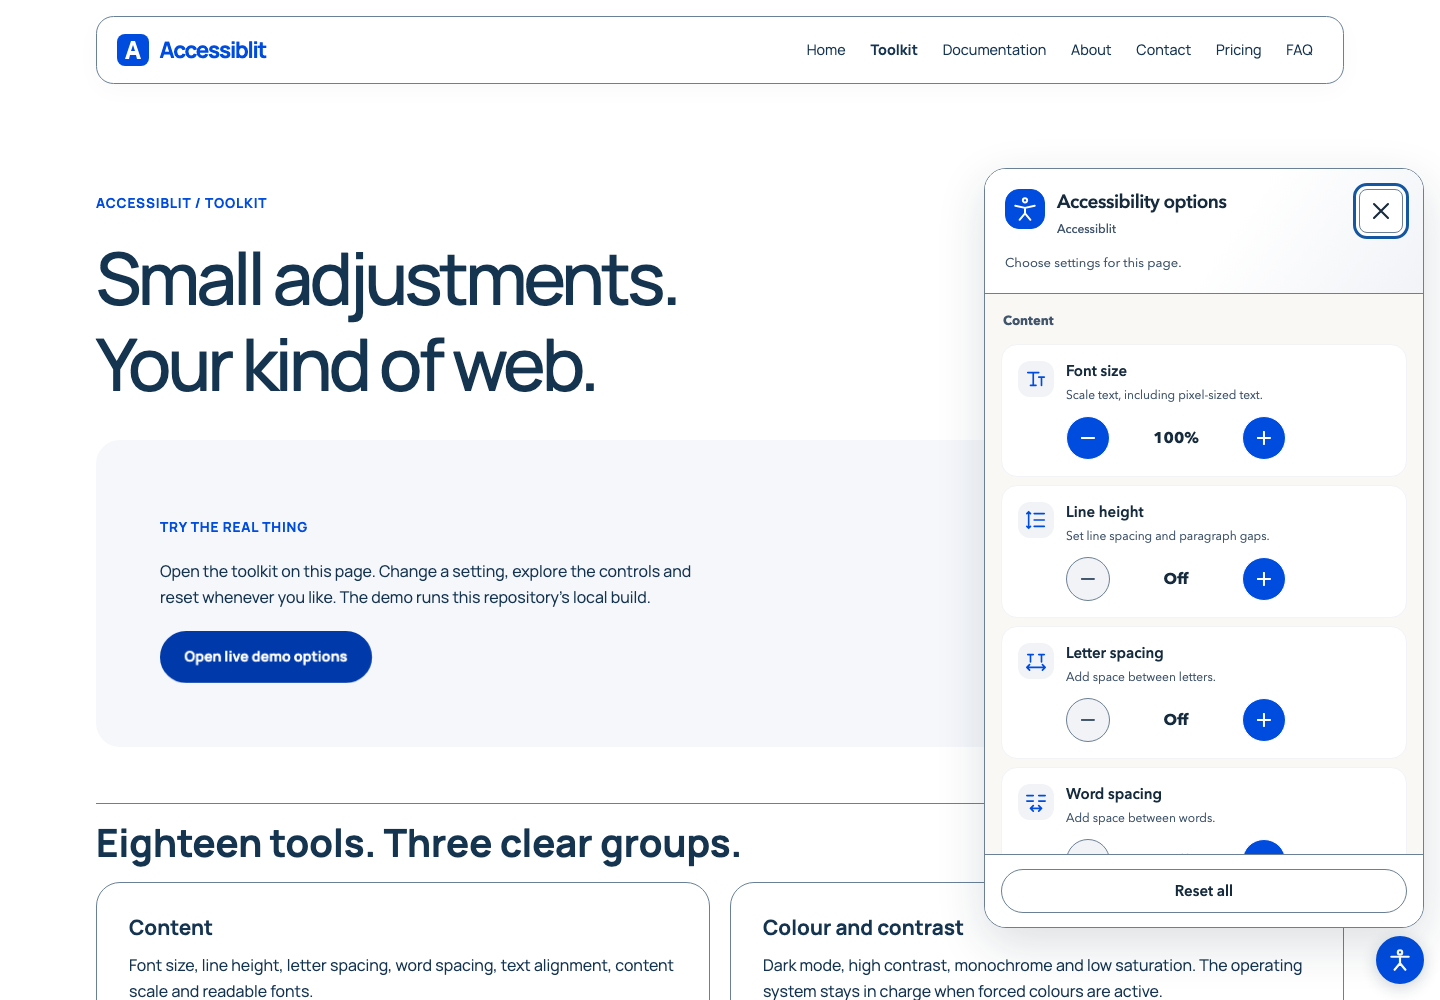 A Accessiblit
Home Toolkit Documentation About Contact Pricing FAQ
ACCESSIBLIT / TOOLKIT
Small adjustments.
Your kind of web.
TRY THE REAL THING
Open the toolkit on this page. Change a setting, explore the controls and
reset whenever you like. The demo runs this repository's local build.
Open live demo options
Eighteen tools. Three clear groups.
Content
Font size, line height, letter spacing, word spacing, text alignment, content
scale and readable fonts.
Colour and contrast
Dark mode, high contrast, monochrome and low saturation. The operating
system stays in charge when forced colours are active.
Accessibility options
Accessiblit
Choose settings for this page.
Content
Font size
Scale text, including pixel-sized text.
100%
Line height
Set line spacing and paragraph gaps.
Off
Letter spacing
Add space between letters.
Off
Word spacing
Add space between words.
Reset all